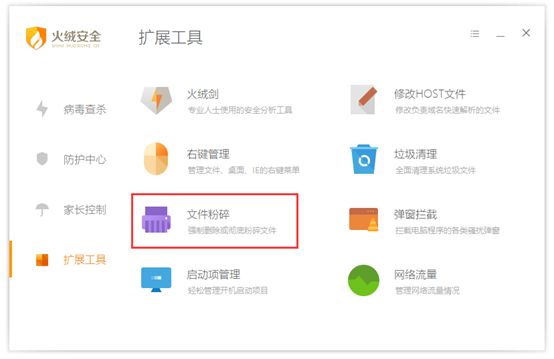 火绒安全
扩展工具
病毒查杀
防护中心
家长控制
扩展工具
火绒剑
专业人士使用的安全分析工具
修改HOST文件
修改负责域名快速解析的文件
右键管理
管理文件、桌面、IE的右键菜单
垃圾清理
全面清理系统垃圾文件
文件粉碎
强制删除或彻底粉碎文件
弹窗拦截
拦截电脑程序的各类骚扰弹窗
启动项管理
轻松管理开机启动项目
网络流量
管理网络流量情况